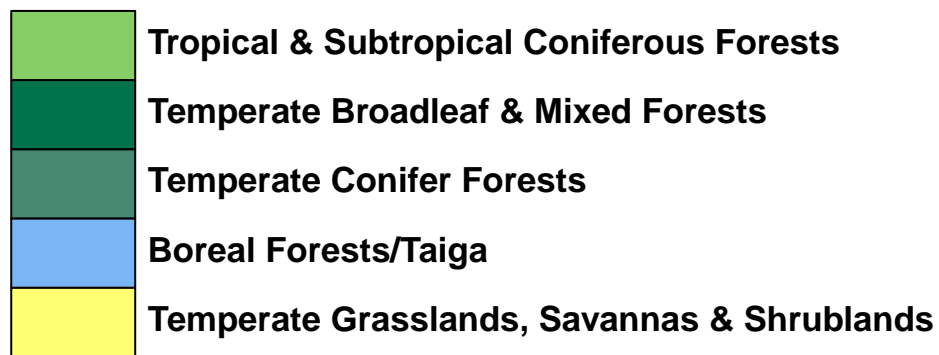 Tropical & Subtropical Coniferous Forests
Temperate Broadleaf & Mixed Forests
Temperate Conifer Forests
Boreal Forests/Taiga
Temperate Grasslands, Savannas & Shrublands